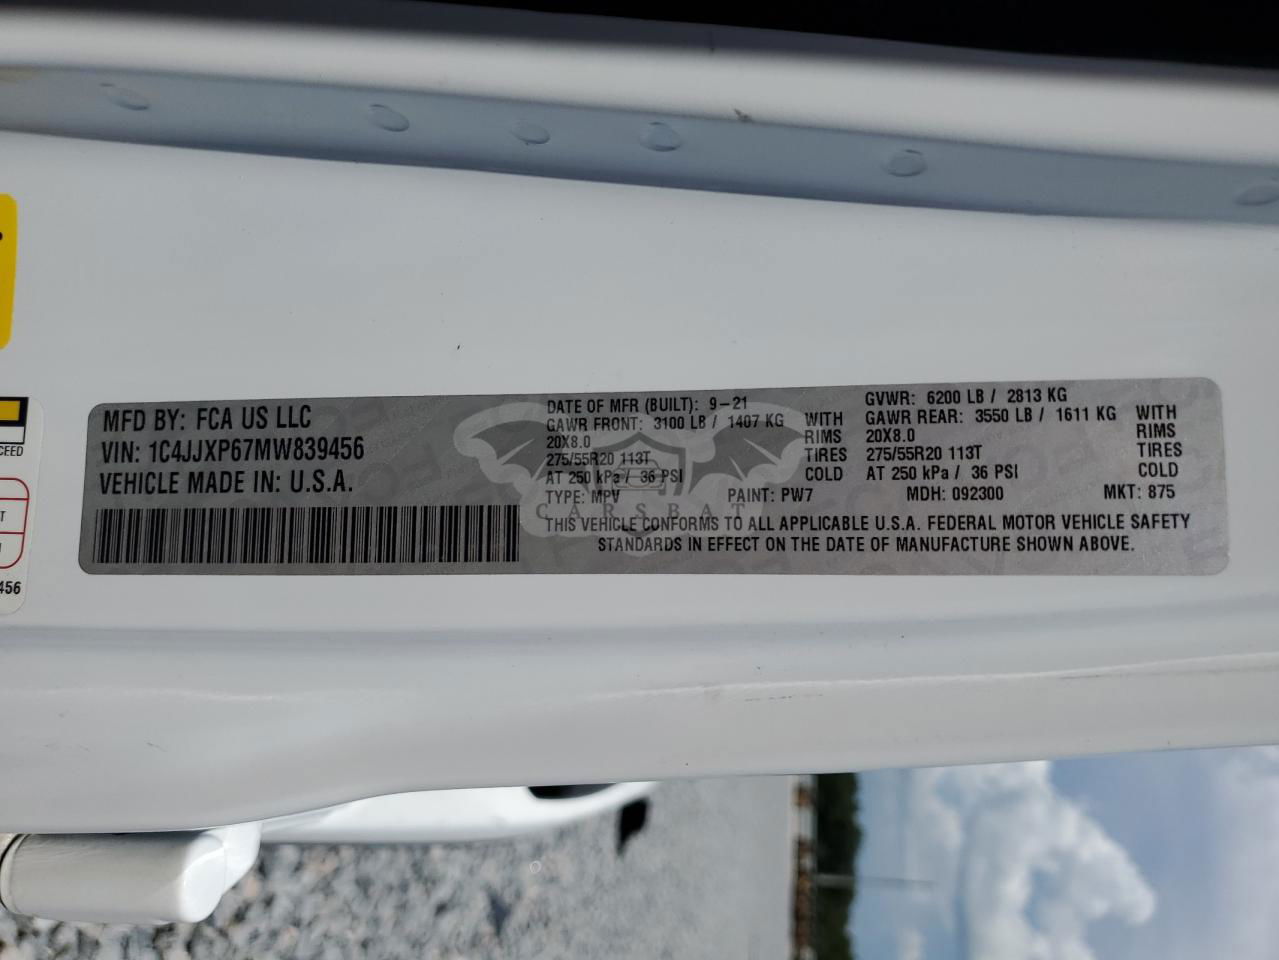 MFD BY: FCA US LLC
VIN: 1C4JJXP67MW839456
VEHICLE MADE IN: U.S.A.
DATE OF MFR (BUILT): 9-21
GAWR FRONT: 3100 LB / 1407 KG WITH
20X8.0 RIMS
275/55R20 113T TIRES
AT 250 kPa / 36 PSI COLD
TYPE: MPV PAINT: PW7
GVWR: 6200 LB / 2813 KG
GAWR REAR: 3550 LB / 1611 KG WITH
20X8.0 RIMS
275/55R20 113T TIRES
AT 250 kPa / 36 PSI COLD
MDH: 092300 MKT: 875
THIS VEHICLE CONFORMS TO ALL APPLICABLE U.S.A. FEDERAL MOTOR VEHICLE SAFETY
STANDARDS IN EFFECT ON THE DATE OF MANUFACTURE SHOWN ABOVE.
CARSBAT
456